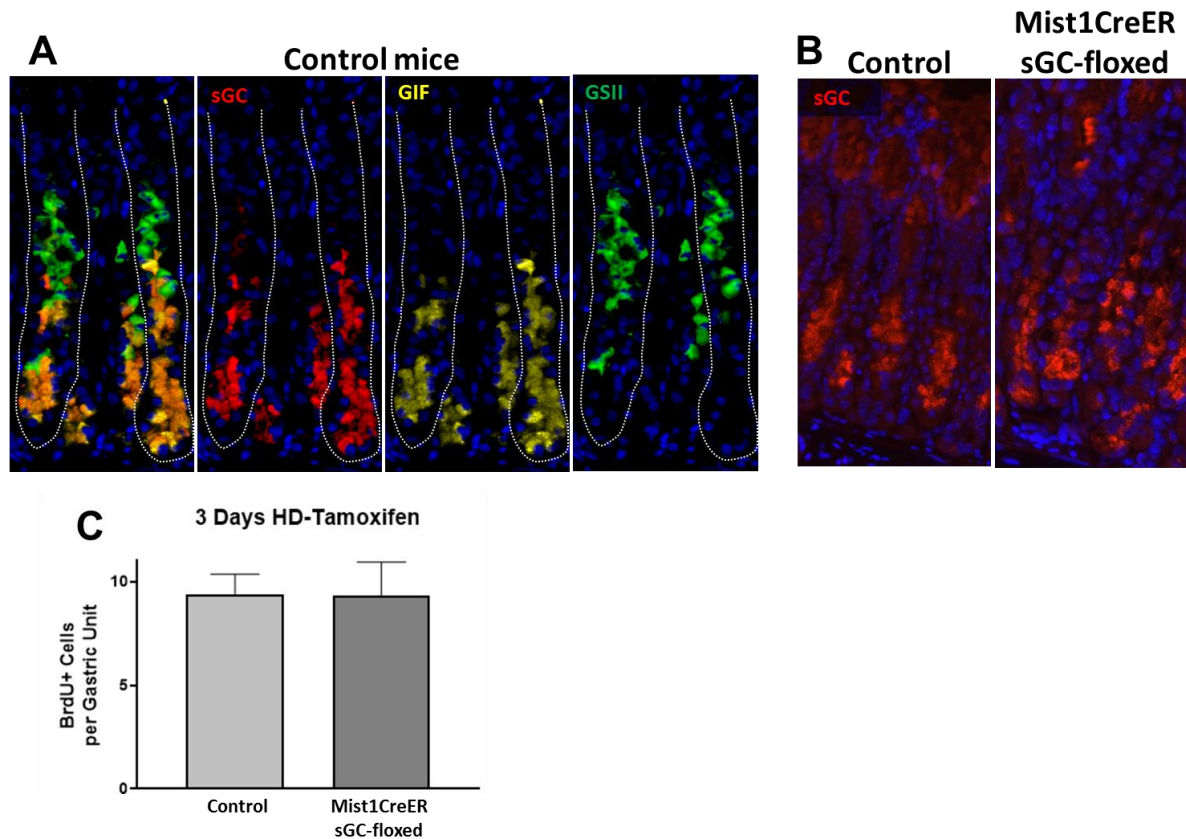 A
Control mice
sGC
GIF
GSII
B
Control
Mist1CreER
sGC-floxed
sGC
C
3 Days HD-Tamoxifen
BrdU+ Cells
per Gastric Unit
10
5
0
Control
Mist1CreER
sGC-floxed